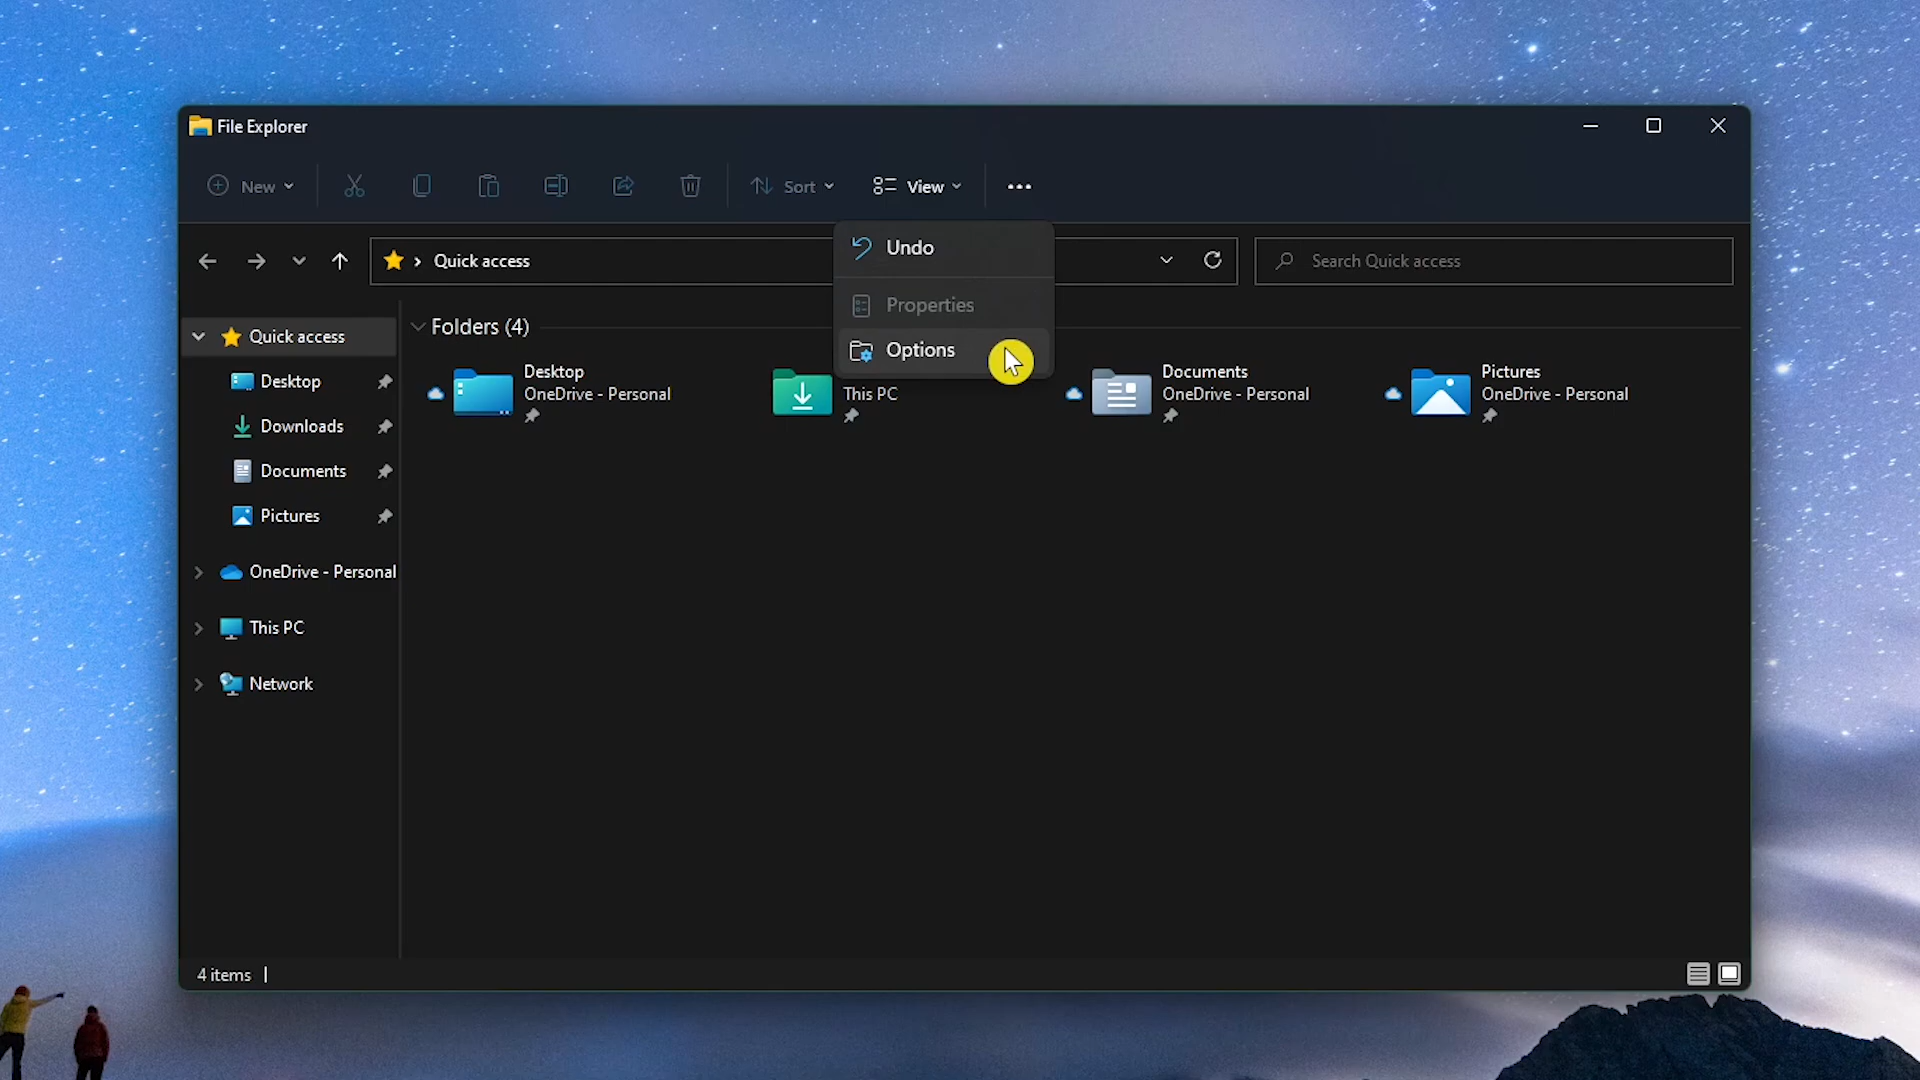 File Explorer
New
Sort
View
Quick access
Search Quick access
Undo
Properties
Options
Quick access
Desktop
Downloads
Documents
Pictures
OneDrive - Personal
This PC
Network
Folders (4)
Desktop
OneDrive - Personal
This PC
Documents
OneDrive - Personal
Pictures
OneDrive - Personal
4 items